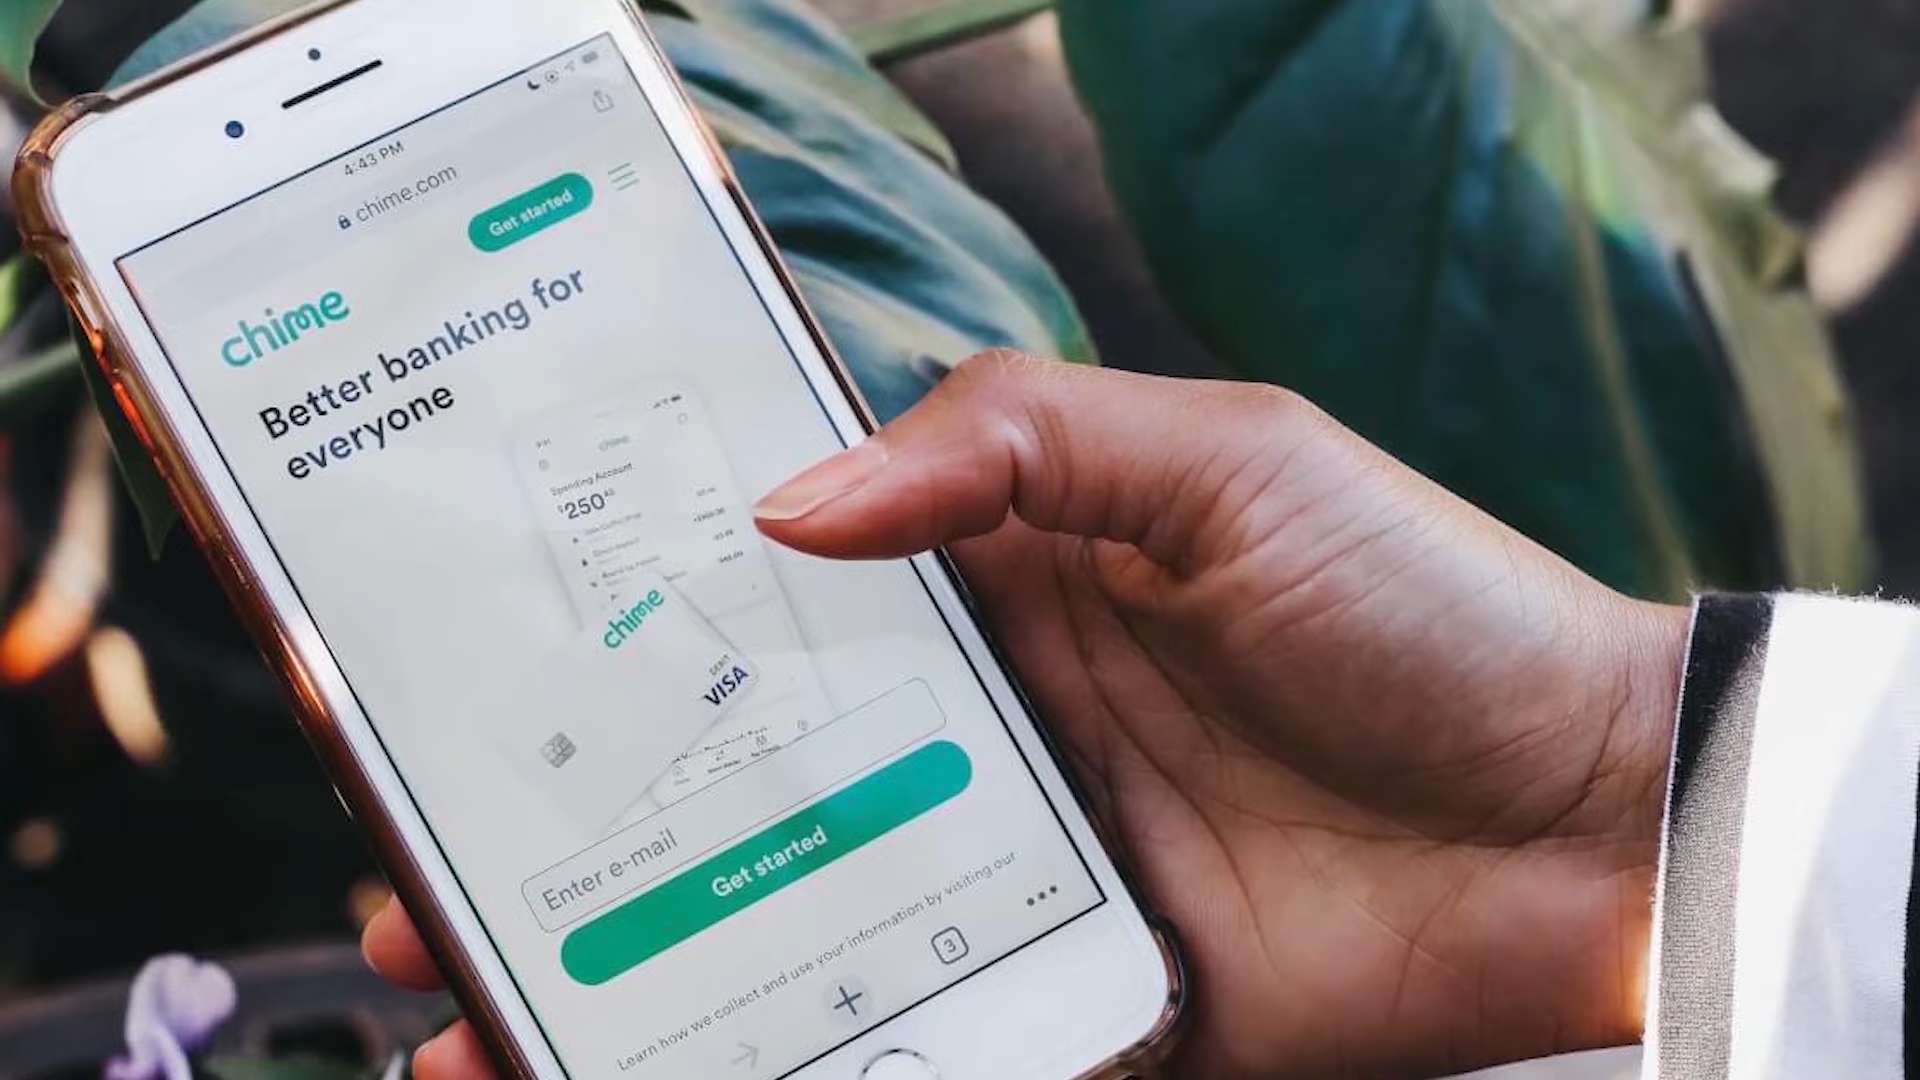 4:43 PM
chime.com
Get started
chime
Better banking for
everyone
chime
Spending Account
$250
chime
DEBIT
VISA
Enter e-mail
Get started
Learn how we collect and use your information by visiting our
3